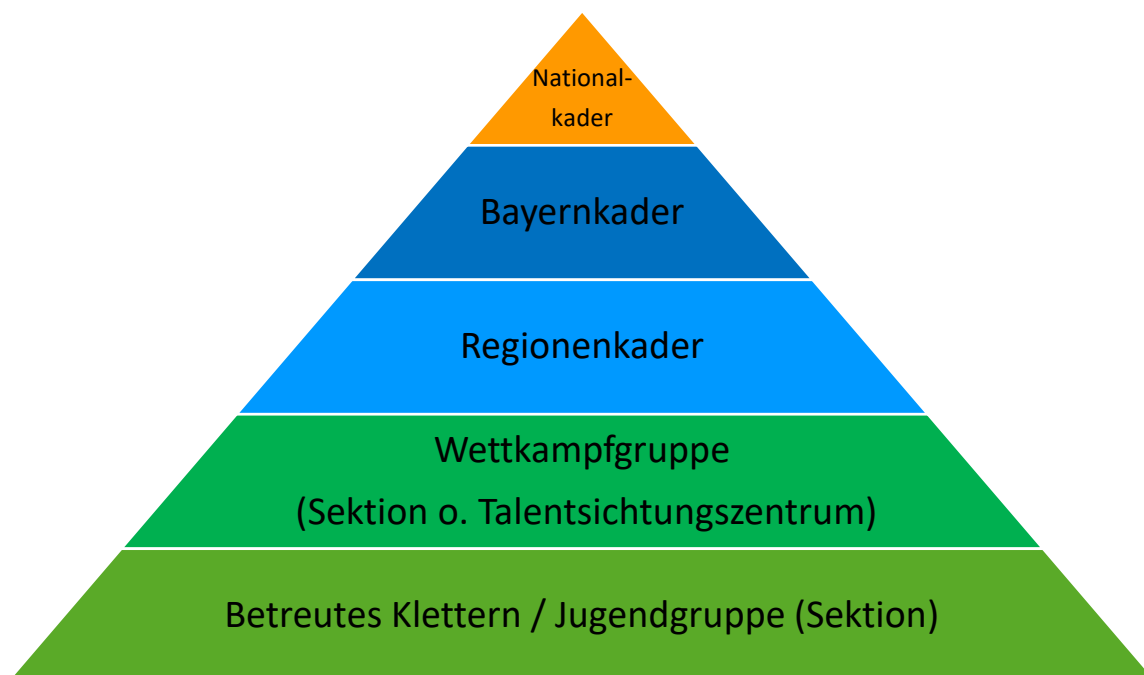 National-
kader
Bayernkader
Regionenkader
Wettkampfgruppe
(Sektion o. Talentsichtungszentrum)
Betreutes Klettern / Jugendgruppe (Sektion)